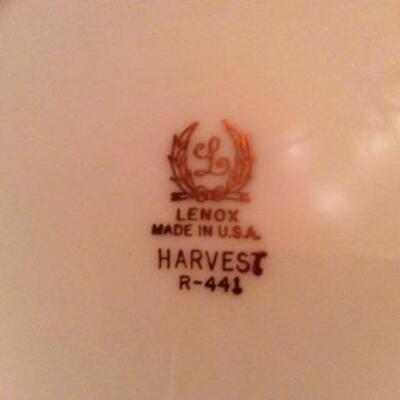 L
LENOX
MADE IN U.S.A.
HARVEST
R-441